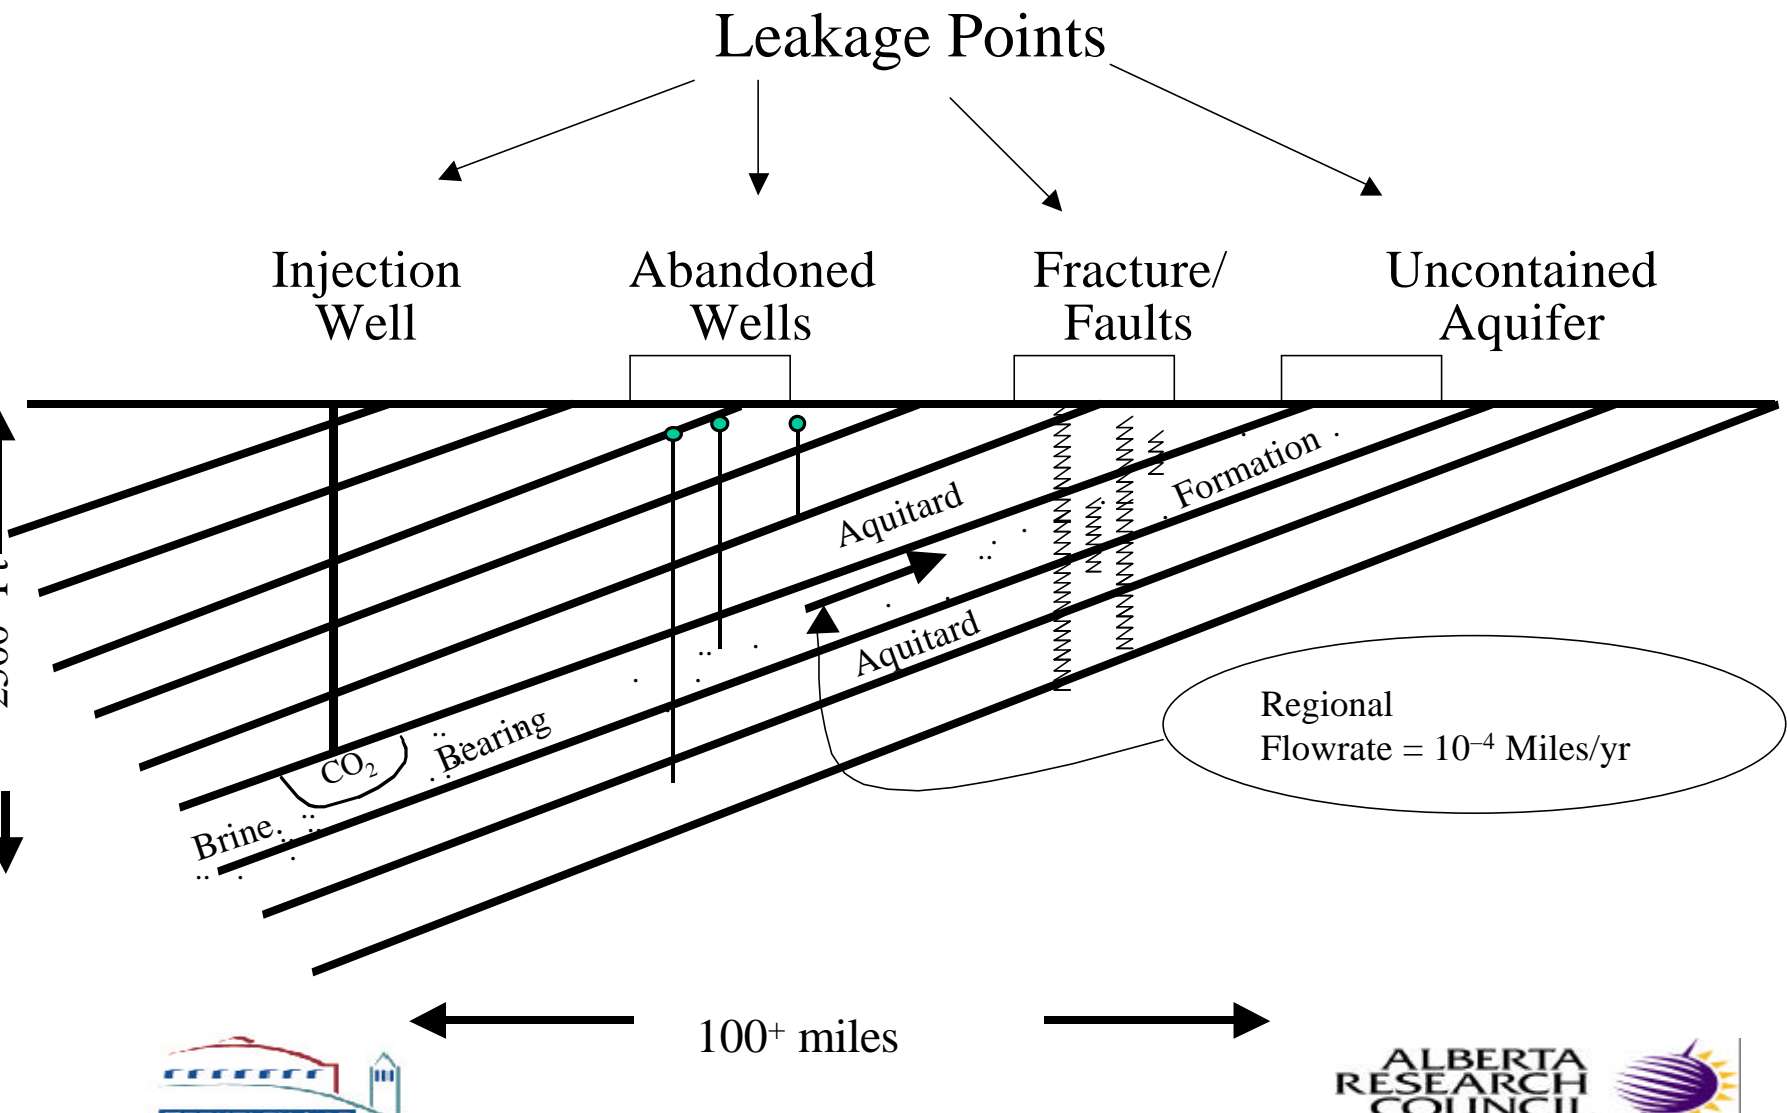 Leakage Points
Injection
Well
Abandoned
Wells
Fracture/
Faults
Uncontained
Aquifer
Aquitard
Formation
Aquitard
Bearing
CO₂
Brine
Regional
Flowrate = 10⁻⁴ Miles/yr
100⁺ miles
ALBERTA
RESEARCH
COUNCIL